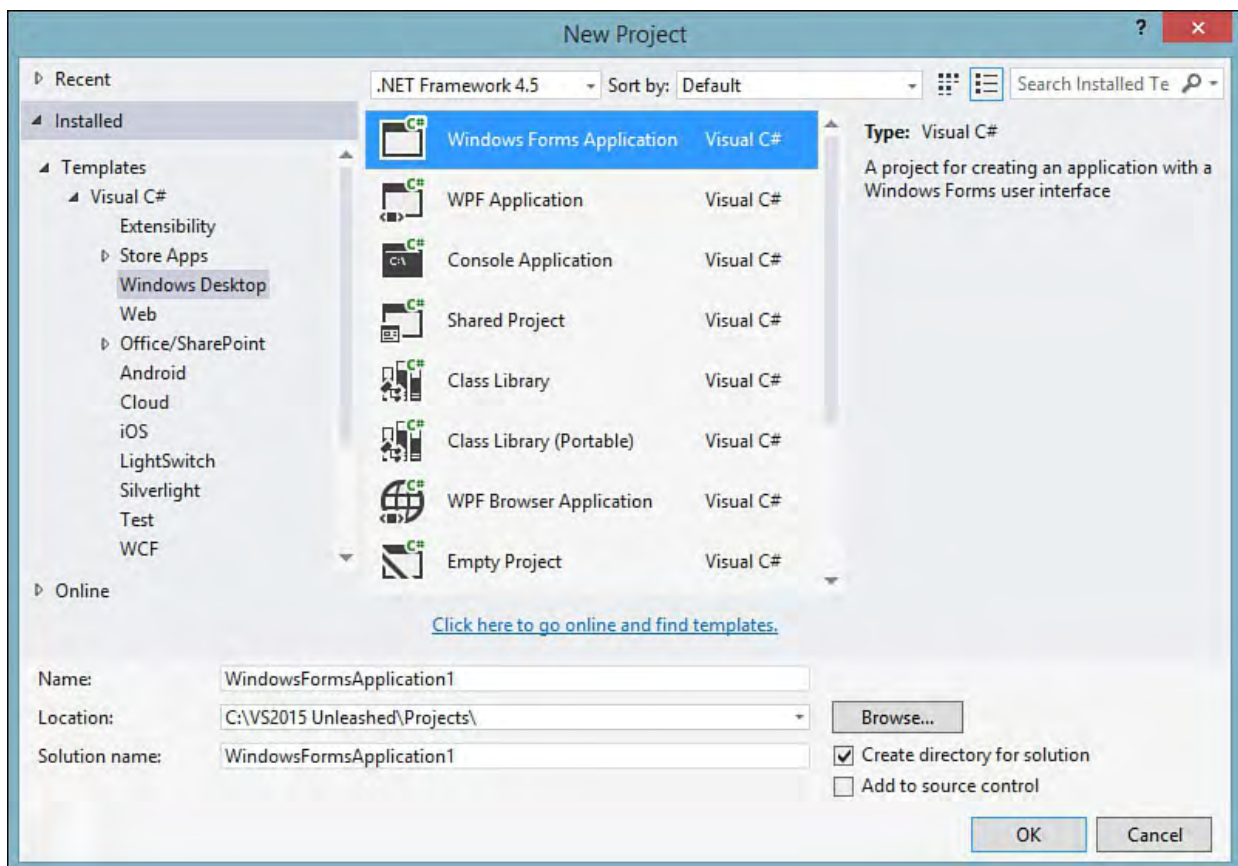 New Project
?
Recent
.NET Framework 4.5
Sort by: Default
Search Installed Te
Installed
Templates
Visual C#
Extensibility
Store Apps
Windows Desktop
Web
Office/SharePoint
Android
Cloud
iOS
LightSwitch
Silverlight
Test
WCF
Online
C# Windows Forms Application Visual C#
C# WPF Application Visual C#
C# C:\ Console Application Visual C#
C# Shared Project Visual C#
C# Class Library Visual C#
C# Class Library (Portable) Visual C#
C# WPF Browser Application Visual C#
C# Empty Project Visual C#
Click here to go online and find templates.
Type: Visual C#
A project for creating an application with a
Windows Forms user interface
Name: WindowsFormsApplication1
Location: C:\VS2015 Unleashed\Projects\
Browse...
Solution name: WindowsFormsApplication1
Create directory for solution
Add to source control
OK
Cancel